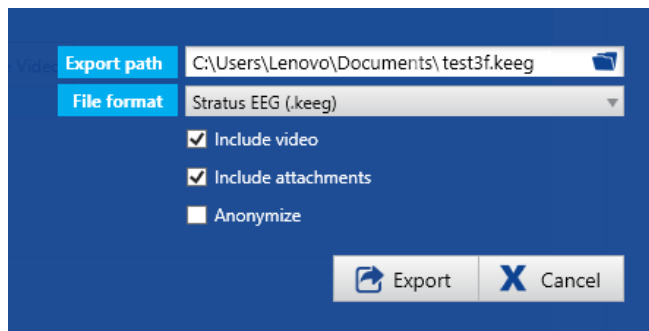 Video
Export path C:\Users\Lenovo\Documents\ test3f.keeg
File format Stratus EEG (.keeg)
Include video
Include attachments
Anonymize
Export X Cancel